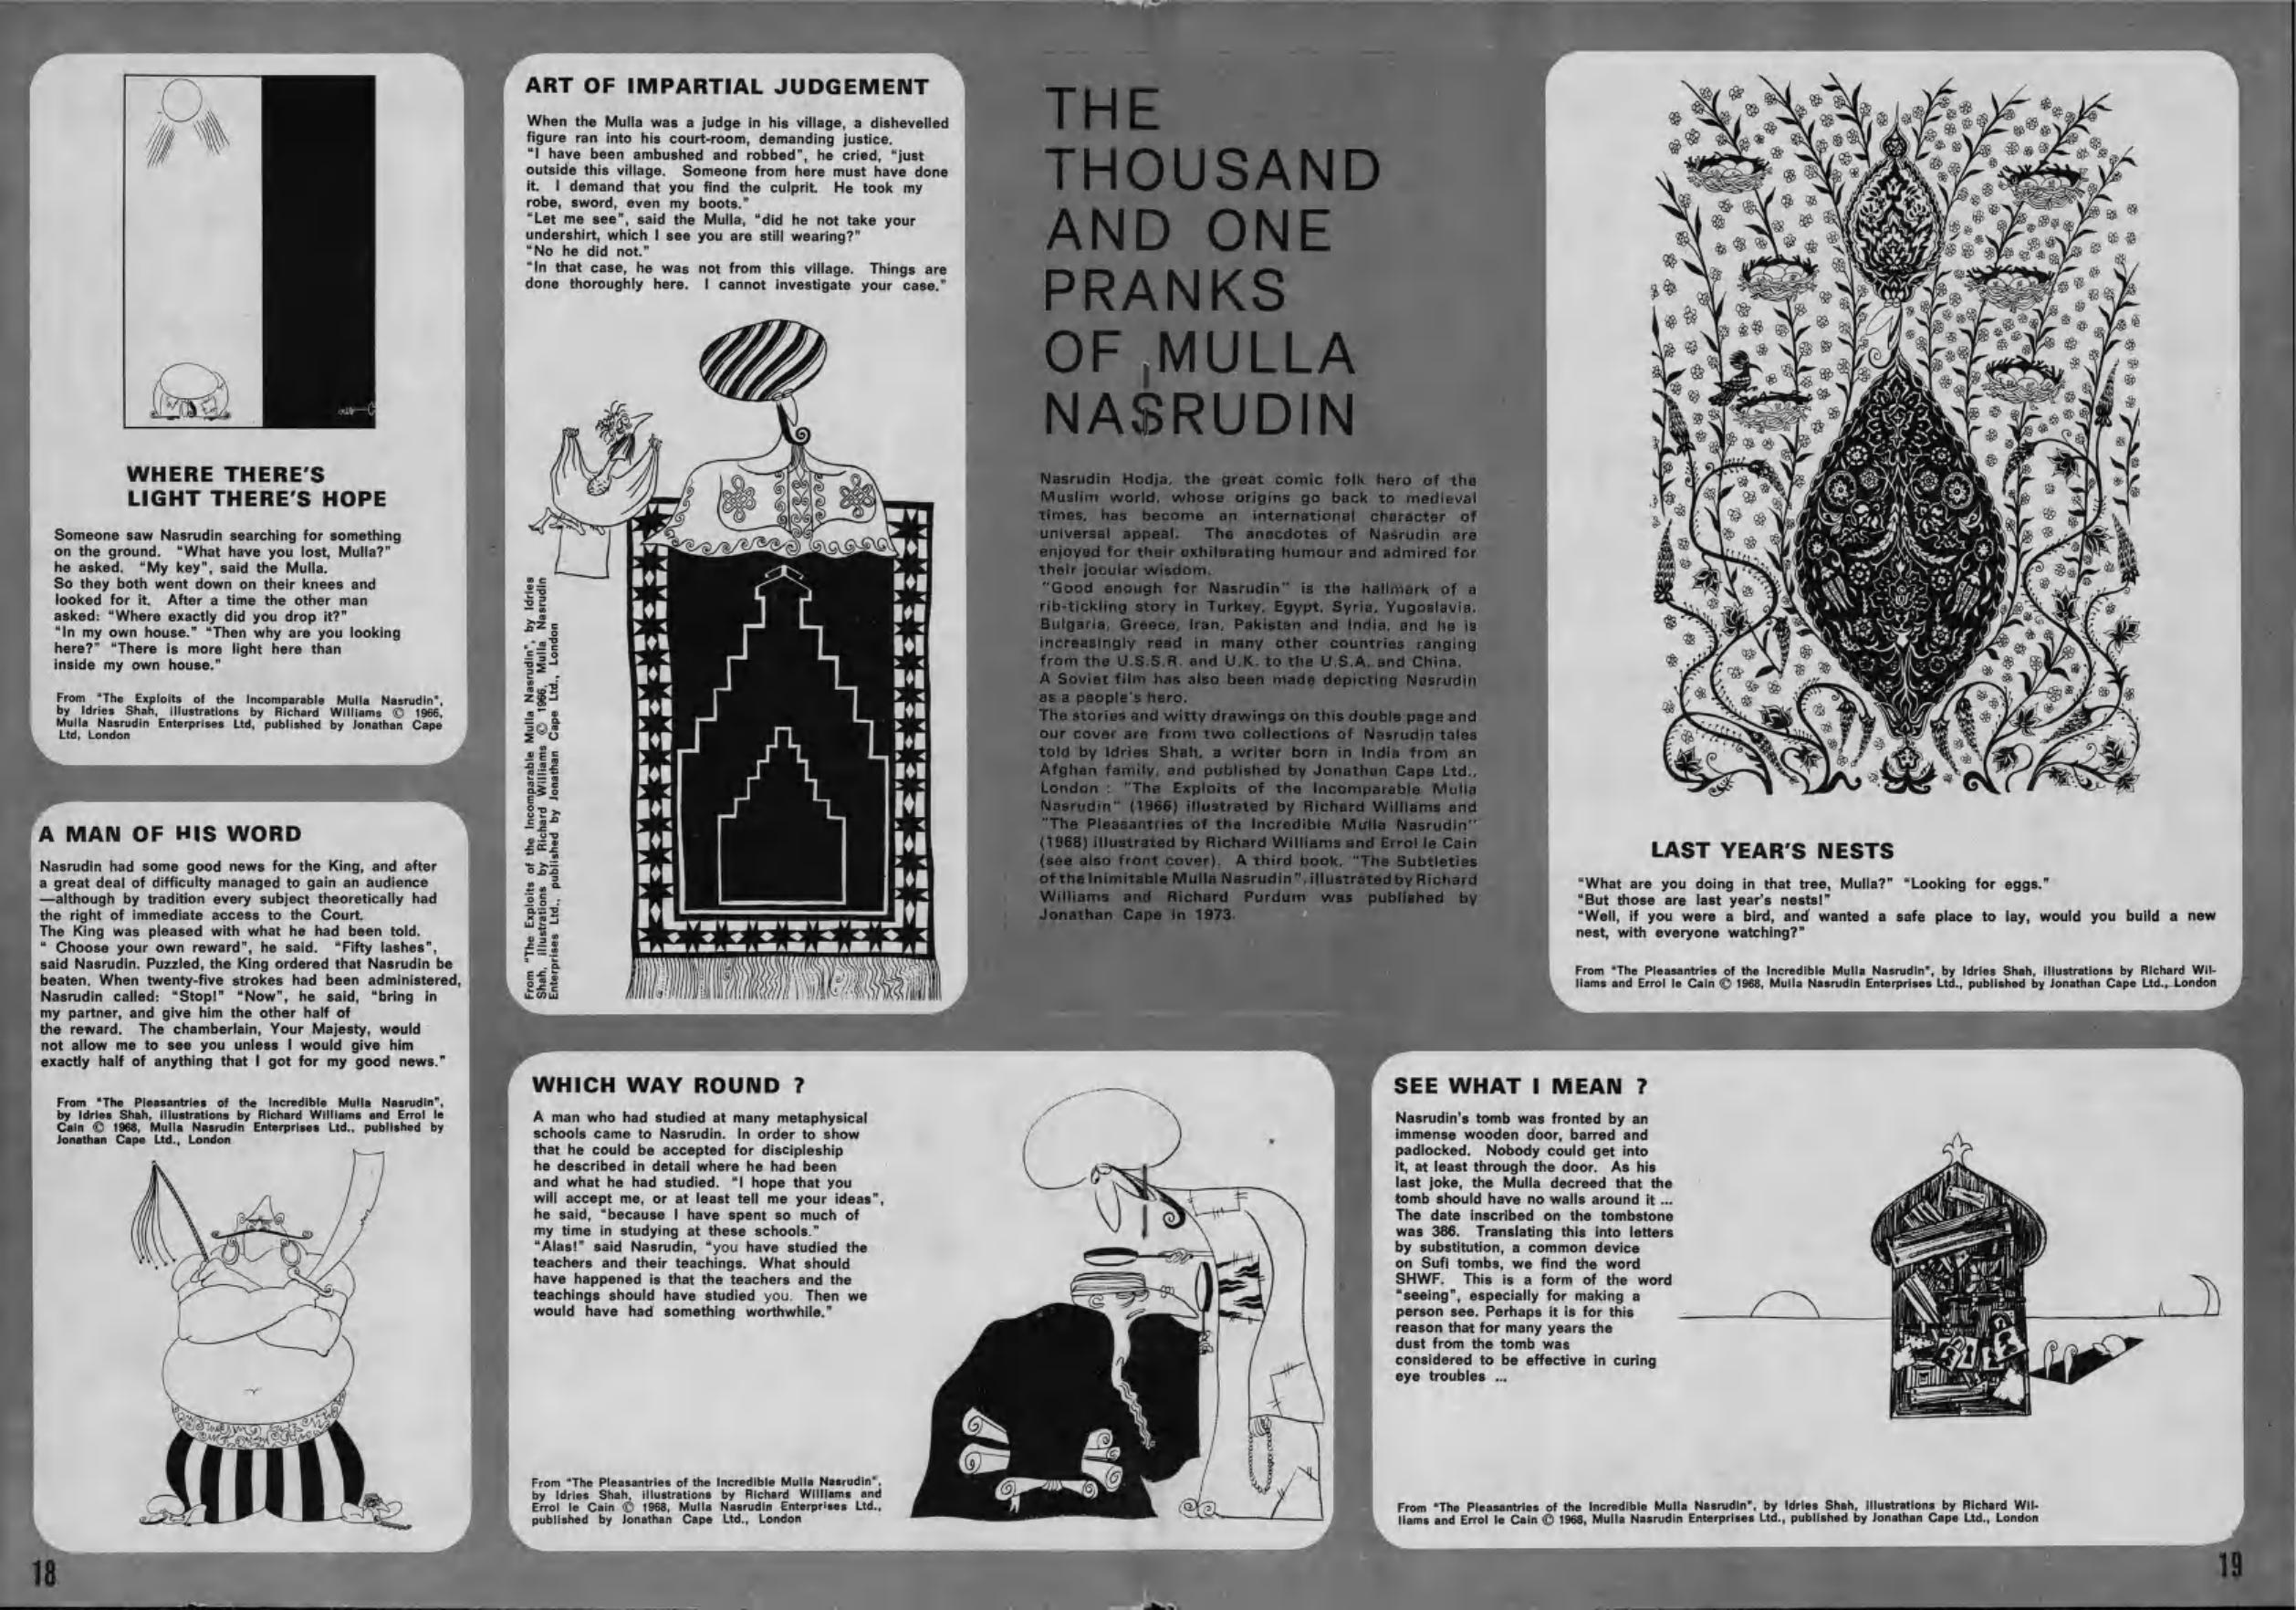 WHERE THERE'S
LIGHT THERE'S HOPE
Someone saw Nasrudin searching for something
on the ground. "What have you lost, Mulla?"
he asked. "My key", said the Mulla.
So they both went down on their knees and
looked for it. After a time the other man
asked: "Where exactly did you drop it?"
"In my own house." "Then why are you looking
here?" "There is more light here than
inside my own house."
From "The Exploits of the Incomparable Mulla Nasrudin",
by Idries Shah, illustrations by Richard Williams © 1966,
Mulla Nasrudin Enterprises Ltd, published by Jonathan Cape
Ltd, London
A MAN OF HIS WORD
Nasrudin had some good news for the King, and after
a great deal of difficulty managed to gain an audience
—although by tradition every subject theoretically had
the right of immediate access to the Court.
The King was pleased with what he had been told.
" Choose your own reward", he said. "Fifty lashes",
said Nasrudin. Puzzled, the King ordered that Nasrudin be
beaten. When twenty-five strokes had been administered,
Nasrudin called: "Stop!" "Now", he said, "bring in
my partner, and give him the other half of
the reward. The chamberlain, Your Majesty, would
not allow me to see you unless I would give him
exactly half of anything that I got for my good news."
From "The Pleasantries of the Incredible Mulla Nasrudin",
by Idries Shah, illustrations by Richard Williams and Errol le
Cain © 1968, Mulla Nasrudin Enterprises Ltd., published by
Jonathan Cape Ltd., London
18
ART OF IMPARTIAL JUDGEMENT
When the Mulla was a judge in his village, a dishevelled
figure ran into his court-room, demanding justice.
"I have been ambushed and robbed", he cried, "just
outside this village. Someone from here must have done
it. I demand that you find the culprit. He took my
robe, sword, even my boots."
"Let me see", said the Mulla, "did he not take your
undershirt, which I see you are still wearing?"
"No he did not."
"In that case, he was not from this village. Things are
done thoroughly here. I cannot investigate your case."
From "The Exploits of the Incomparable Mulla Nasrudin", by Idries
Shah, illustrations by Richard Williams © 1966, Mulla Nasrudin
Enterprises Ltd., published by Jonathan Cape Ltd., London
THE
THOUSAND
AND ONE
PRANKS
OF MULLA
NASRUDIN
Nasrudin Hodja, the great comic folk hero of the
Muslim world, whose origins go back to medieval
times, has become an international character of
universal appeal. The anecdotes of Nasrudin are
enjoyed for their exhilarating humour and admired for
their jocular wisdom.
"Good enough for Nasrudin" is the hallmark of a
rib-tickling story in Turkey, Egypt, Syria, Yugoslavia,
Bulgaria, Greece, Iran, Pakistan and India, and he is
increasingly read in many other countries ranging
from the U.S.S.R. and U.K. to the U.S.A. and China.
A Soviet film has also been made depicting Nasrudin
as a people's hero.
The stories and witty drawings on this double page and
our cover are from two collections of Nasrudin tales
told by Idries Shah, a writer born in India from an
Afghan family, and published by Jonathan Cape Ltd.,
London : "The Exploits of the Incomparable Mulla
Nasrudin" (1966) illustrated by Richard Williams and
"The Pleasantries of the Incredible Mulla Nasrudin"
(1968) illustrated by Richard Williams and Errol le Cain
(see also front cover). A third book, "The Subtleties
of the Inimitable Mulla Nasrudin", illustrated by Richard
Williams and Richard Purdum was published by
Jonathan Cape in 1973.
LAST YEAR'S NESTS
"What are you doing in that tree, Mulla?" "Looking for eggs."
"But those are last year's nests!"
"Well, if you were a bird, and wanted a safe place to lay, would you build a new
nest, with everyone watching?"
From "The Pleasantries of the Incredible Mulla Nasrudin", by Idries Shah, illustrations by Richard Wil-
liams and Errol le Cain © 1968, Mulla Nasrudin Enterprises Ltd., published by Jonathan Cape Ltd., London
WHICH WAY ROUND ?
A man who had studied at many metaphysical
schools came to Nasrudin. In order to show
that he could be accepted for discipleship
he described in detail where he had been
and what he had studied. "I hope that you
will accept me, or at least tell me your ideas",
he said, "because I have spent so much of
my time in studying at these schools."
"Alas!" said Nasrudin, "you have studied the
teachers and their teachings. What should
have happened is that the teachers and the
teachings should have studied you. Then we
would have had something worthwhile."
From "The Pleasantries of the Incredible Mulla Nasrudin",
by Idries Shah, illustrations by Richard Williams and
Errol le Cain © 1968, Mulla Nasrudin Enterprises Ltd.,
published by Jonathan Cape Ltd., London
SEE WHAT I MEAN ?
Nasrudin's tomb was fronted by an
immense wooden door, barred and
padlocked. Nobody could get into
it, at least through the door. As his
last joke, the Mulla decreed that the
tomb should have no walls around it ...
The date inscribed on the tombstone
was 386. Translating this into letters
by substitution, a common device
on Sufi tombs, we find the word
SHWF. This is a form of the word
"seeing", especially for making a
person see. Perhaps it is for this
reason that for many years the
dust from the tomb was
considered to be effective in curing
eye troubles ...
From "The Pleasantries of the Incredible Mulla Nasrudin", by Idries Shah, illustrations by Richard Wil-
liams and Errol le Cain © 1968, Mulla Nasrudin Enterprises Ltd., published by Jonathan Cape Ltd., London
19